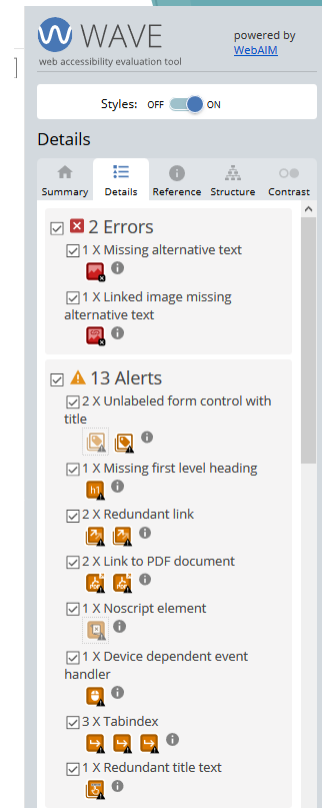 WAVE
powered by
WebAIM
web accessibility evaluation tool
Styles: OFF ON
Details
Summary Details Reference Structure Contrast
2 Errors
1 X Missing alternative text
1 X Linked image missing
alternative text
13 Alerts
2 X Unlabeled form control with
title
1 X Missing first level heading
h1
2 X Redundant link
2 X Link to PDF document
1 X Noscript element
1 X Device dependent event
handler
3 X Tabindex
1 X Redundant title text